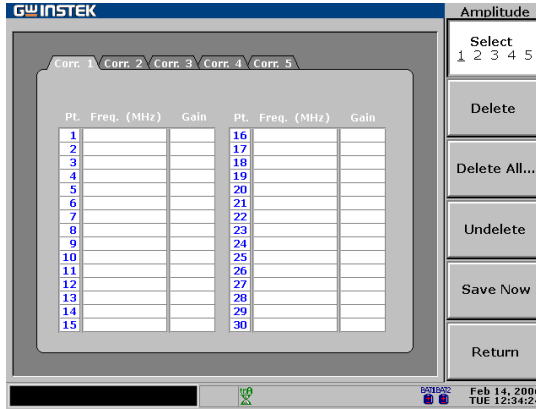 GWINSTEK
Amplitude
Select
1 2 3 4 5
Delete
Delete All...
Undelete
Save Now
Return
Corr. 1 Corr. 2 Corr. 3 Corr. 4 Corr. 5
Pt. Freq. (MHz) Gain Pt. Freq. (MHz) Gain
1 16
2 17
3 18
4 19
5 20
6 21
7 22
8 23
9 24
10 25
11 26
12 27
13 28
14 29
15 30
BAT1 BAT2
Feb 14,
TUE 12:34:24